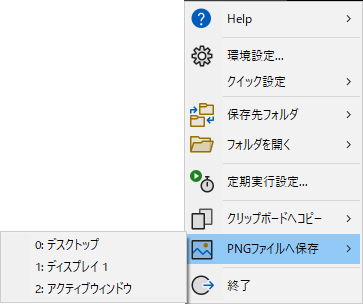 Help
環境設定...
クイック設定
保存先フォルダ
フォルダを開く
定期実行設定...
クリップボードへコピー
PNGファイルへ保存
0: デスクトップ
1: ディスプレイ 1
2: アクティブウィンドウ
終了